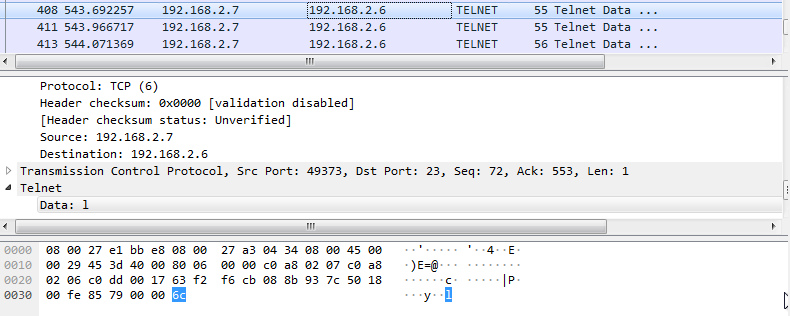 408 543.692257 192.168.2.7 192.168.2.6 TELNET 55 Telnet Data ...
411 543.966717 192.168.2.7 192.168.2.6 TELNET 55 Telnet Data ...
413 544.071369 192.168.2.7 192.168.2.6 TELNET 56 Telnet Data ...
Protocol: TCP (6)
Header checksum: 0x0000 [validation disabled]
[Header checksum status: Unverified]
Source: 192.168.2.7
Destination: 192.168.2.6
Transmission Control Protocol, Src Port: 49373, Dst Port: 23, Seq: 72, Ack: 553, Len: 1
Telnet
Data: l
0000 08 00 27 e1 bb e8 08 00 27 a3 04 34 08 00 45 00 ..'..... '..4..E.
0010 00 29 45 3d 40 00 80 06 00 00 c0 a8 02 07 c0 a8 .)E=@... ........
0020 02 06 c0 dd 00 17 63 f2 f6 cb 08 8b 93 7c 50 18 ......c. .....|P.
0030 00 fe 85 79 00 00 6c ...y..l